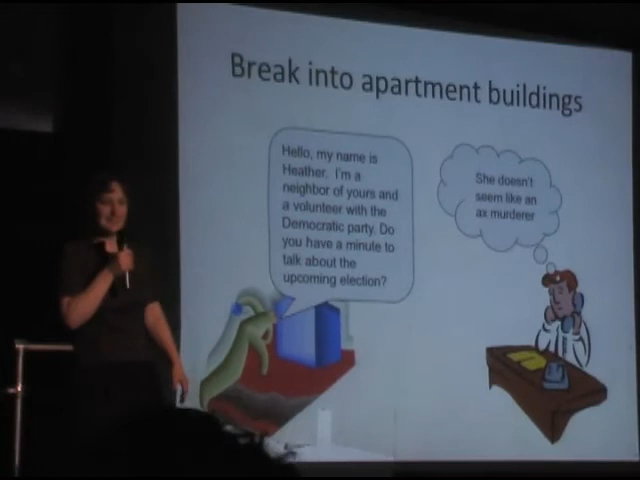 Break into apartment buildings
Hello, my name is
Heather. I'm a
neighbor of yours and
a volunteer with the
Democratic party. Do
you have a minute to
talk about the
upcoming election?
She doesn't
seem like an
ax murderer